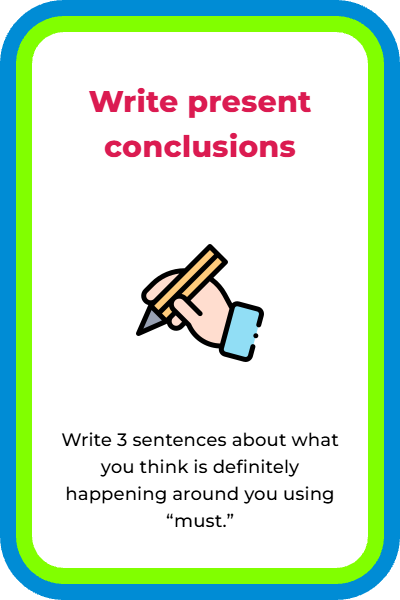 Write present
conclusions
Write 3 sentences about what
you think is definitely
happening around you using
“must.”